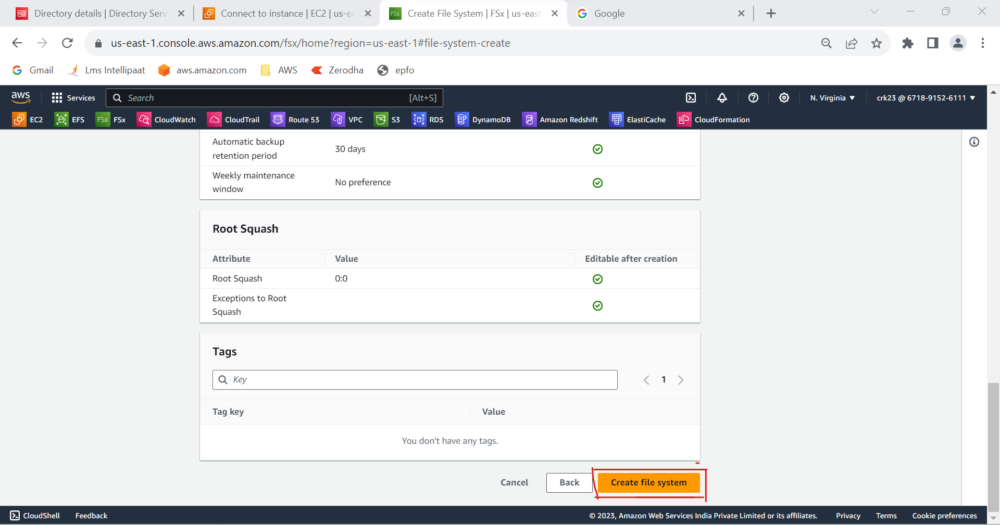 Directory details | Directory Servi
Connect to instance | EC2 | us-ea
FSx
Create File System | FSx | us-east
Google
us-east-1.console.aws.amazon.com/fsx/home?region=us-east-1#file-system-create
Gmail
Lms Intellipaat
aws.amazon.com
AWS
Zerodha
epfo
aws
Services
Search
[Alt+S]
N. Virginia
crk23 @ 6718-9152-6111
EC2
EFS
FSx
FSx
CloudWatch
CloudTrail
Route 53
VPC
S3
RDS
DynamoDB
Amazon Redshift
ElastiCache
CloudFormation
Automatic backup
retention period
30 days
Weekly maintenance
window
No preference
Root Squash
Attribute
Value
Editable after creation
Root Squash
0:0
Exceptions to Root
Squash
Tags
Key
1
Tag key
Value
You don't have any tags.
Cancel
Back
Create file system
CloudShell
Feedback
© 2023, Amazon Web Services India Private Limited or its affiliates.
Privacy
Terms
Cookie preferences